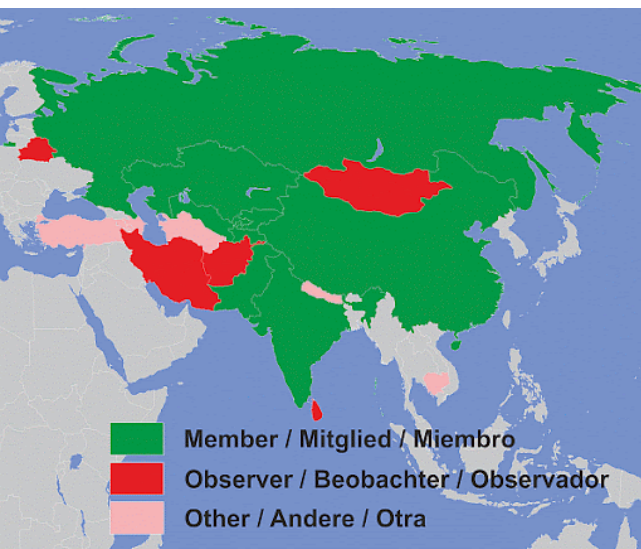 Member / Mitglied / Miembro
Observer / Beobachter / Observador
Other / Andere / Otra